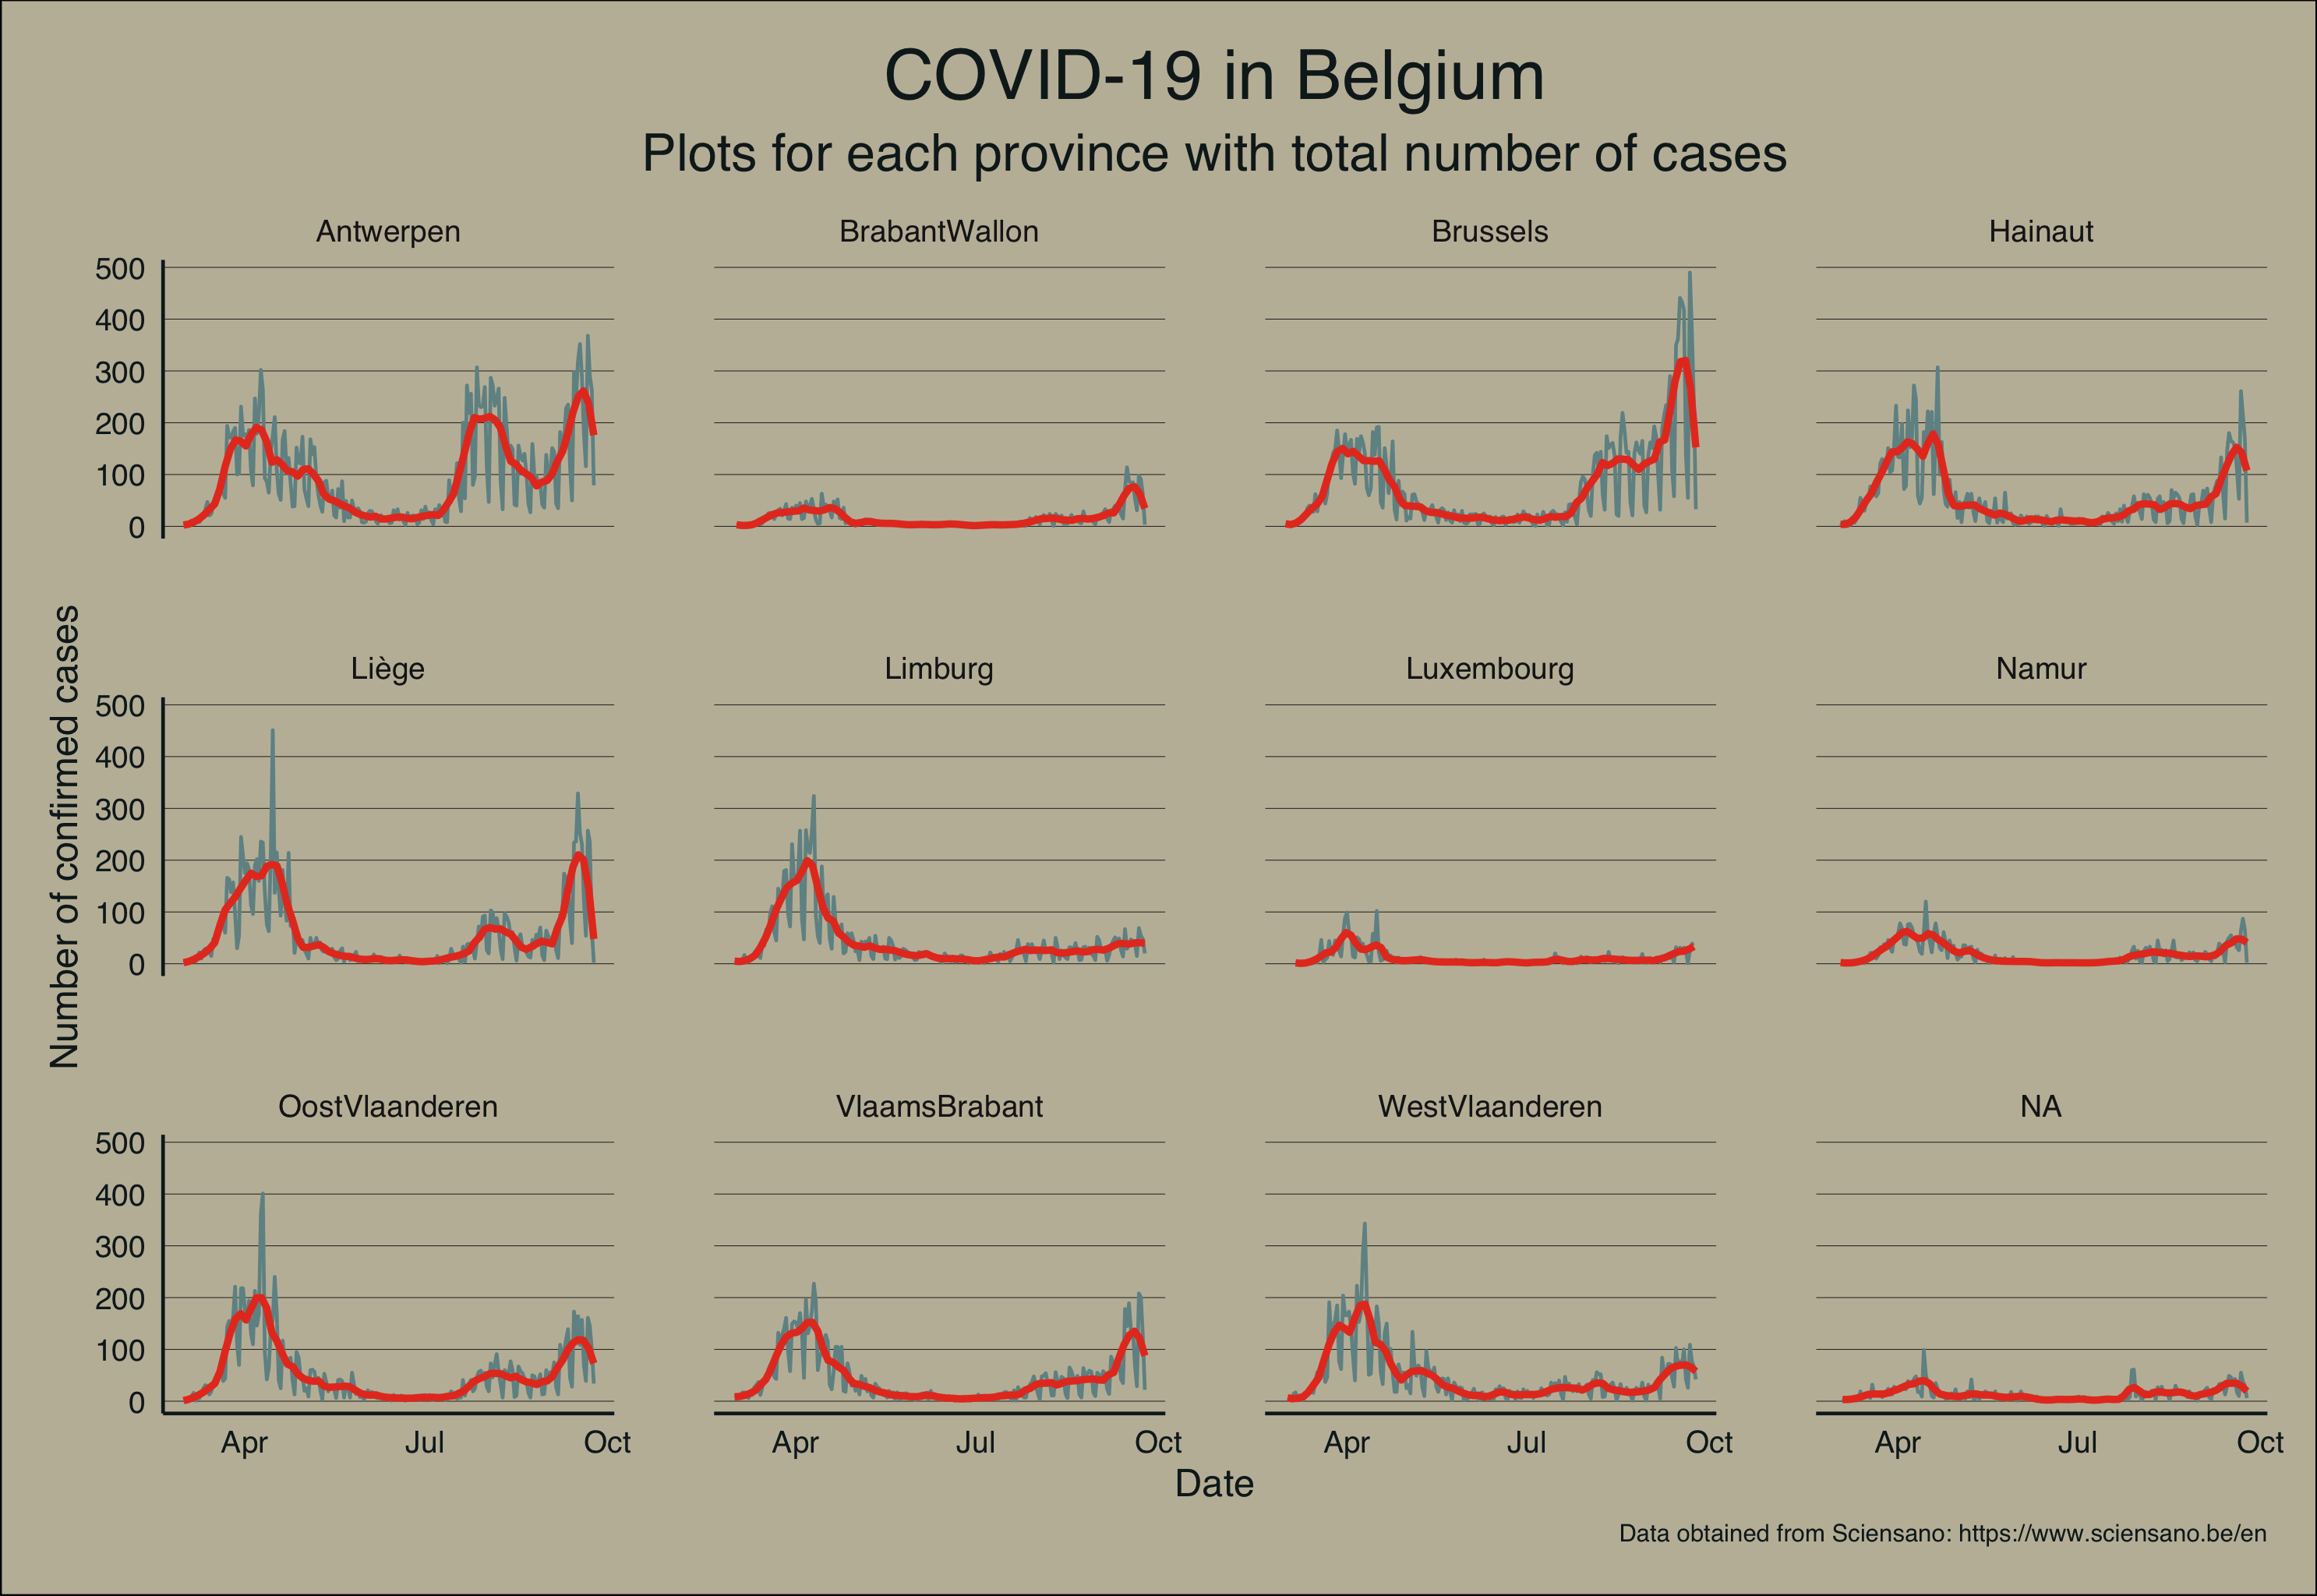 COVID-19 in Belgium
Plots for each province with total number of cases
Antwerpen
BrabantWallon
Brussels
Hainaut
500
400
300
200
100
0
Number of confirmed cases
Liège
Limburg
Luxembourg
Namur
500
400
300
200
100
0
OostVlaanderen
VlaamsBrabant
WestVlaanderen
NA
500
400
300
200
100
0
Apr Jul Oct
Apr Jul Oct
Apr Jul Oct
Apr Jul Oct
Date
Data obtained from Sciensano: https://www.sciensano.be/en